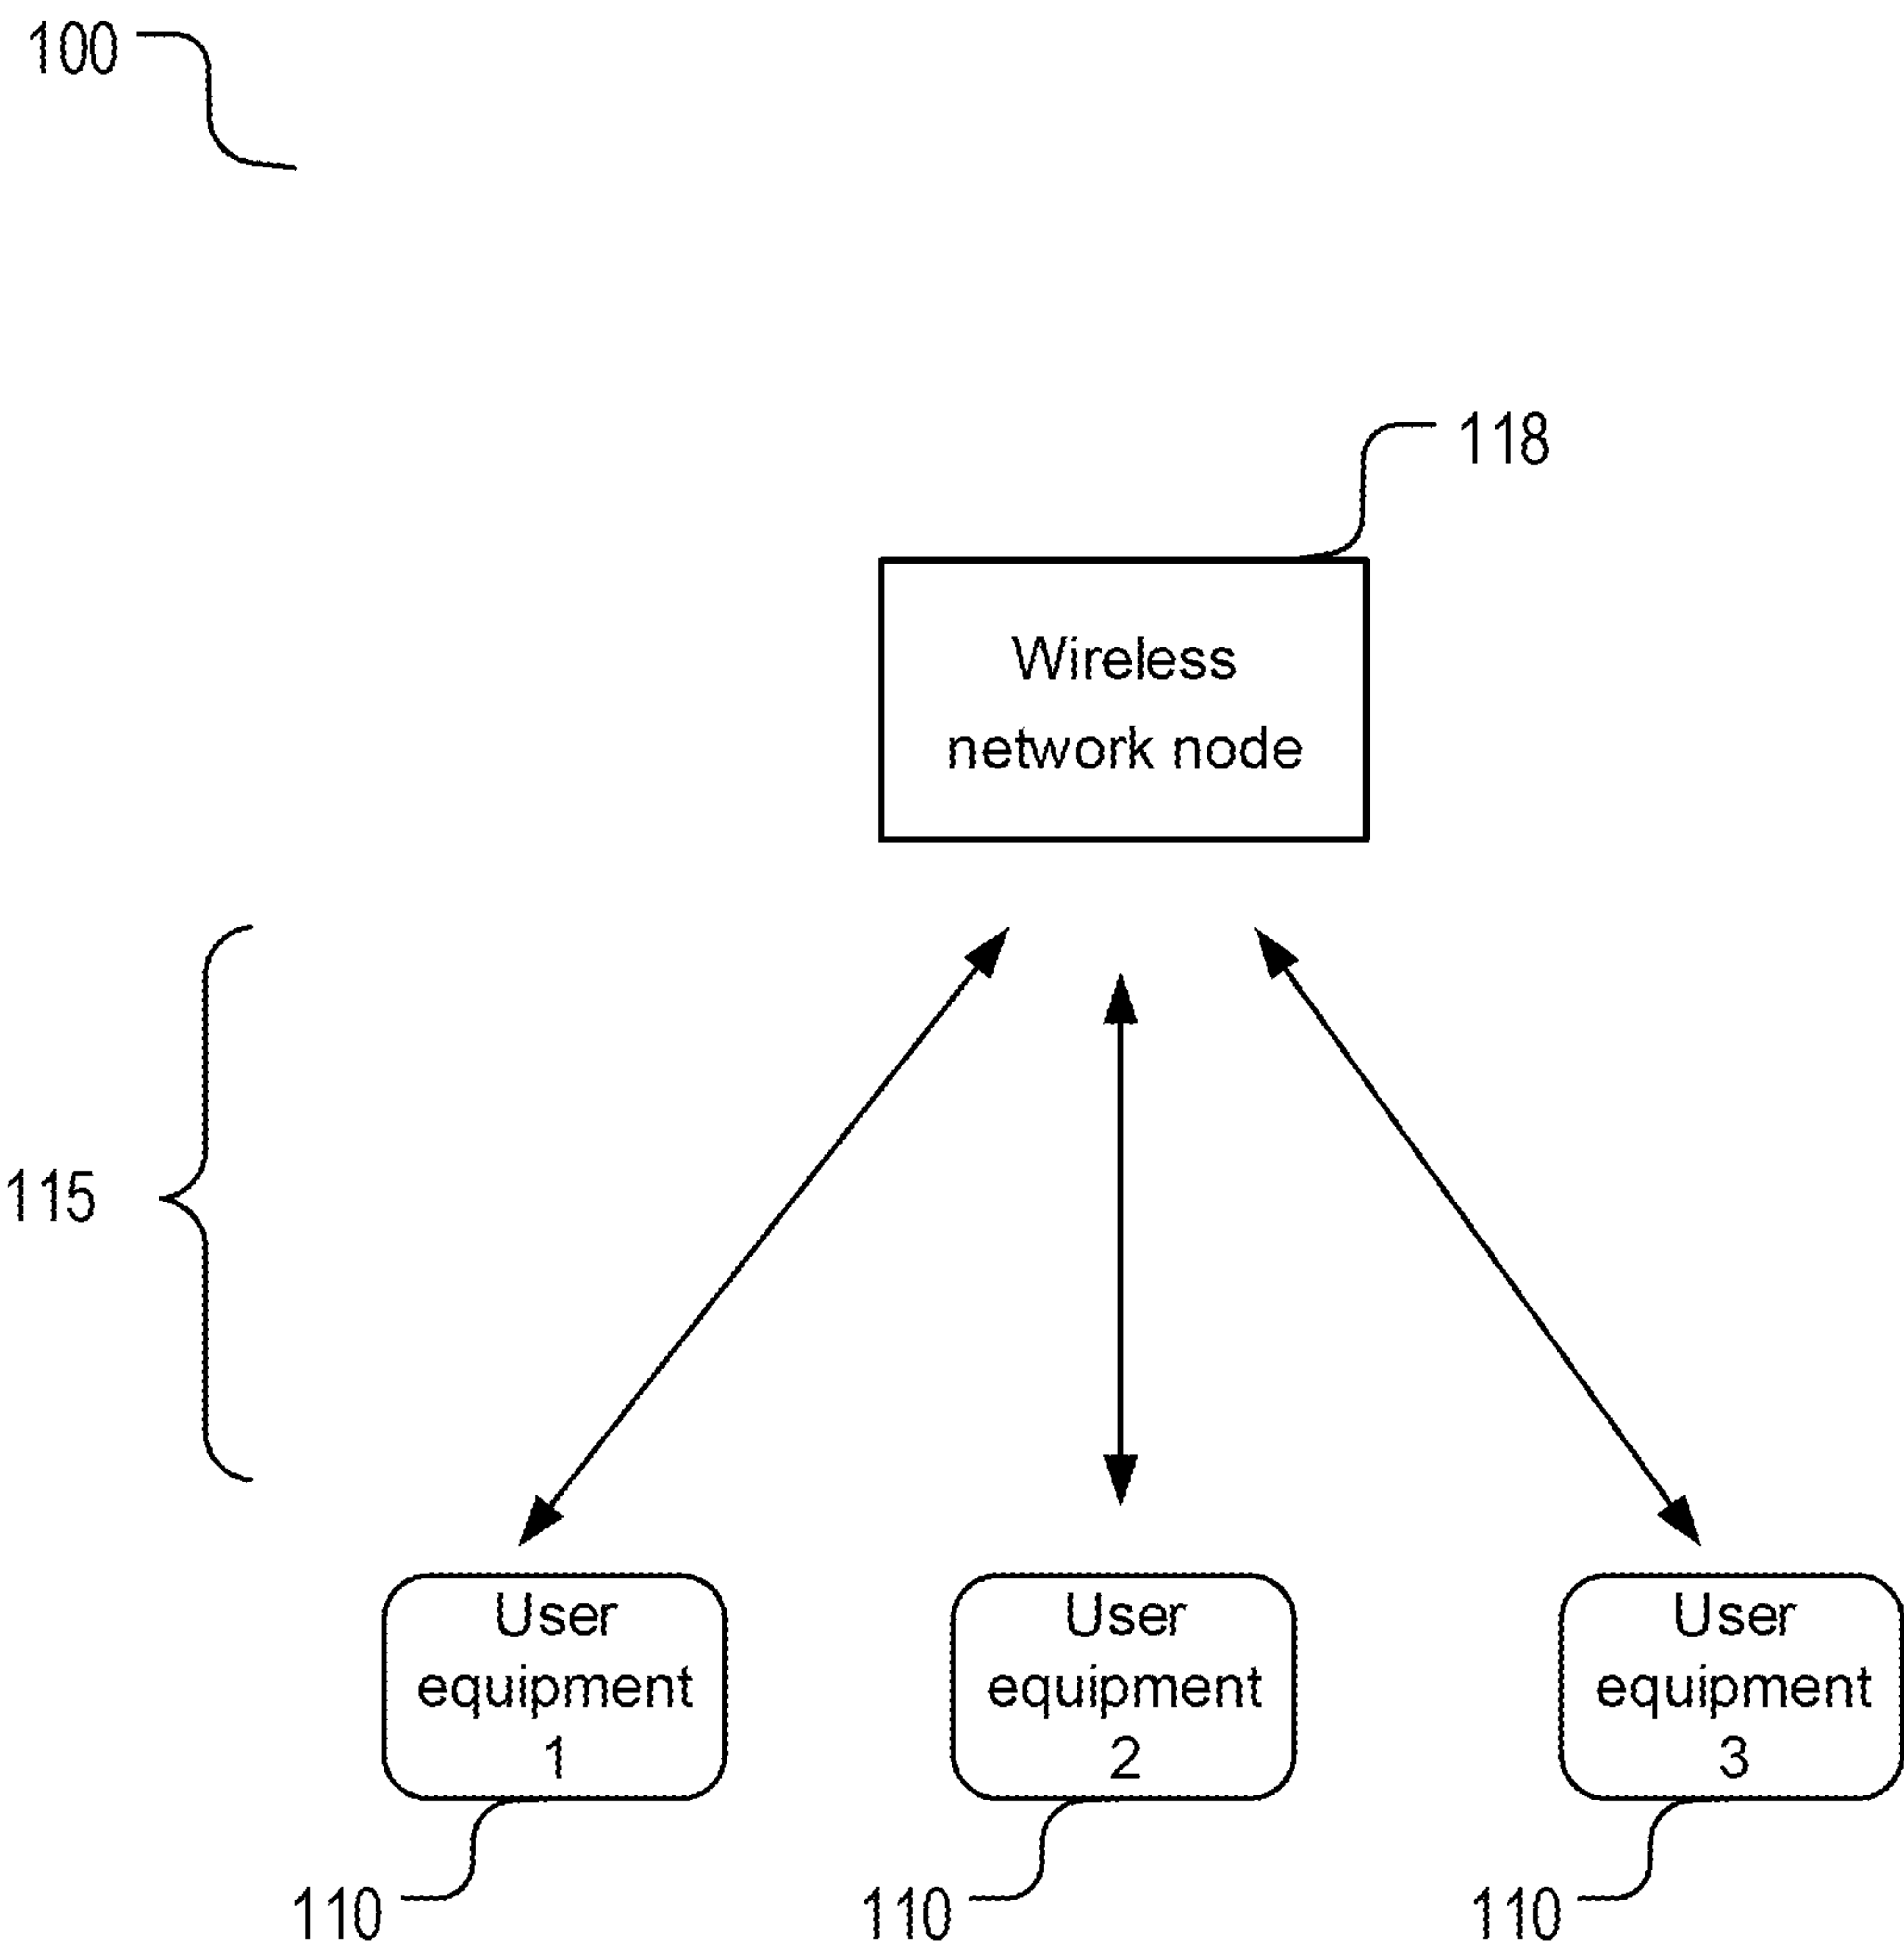 100
118
Wireless
network node
115
User
equipment
1
User
equipment
2
User
equipment
3
110
110
110